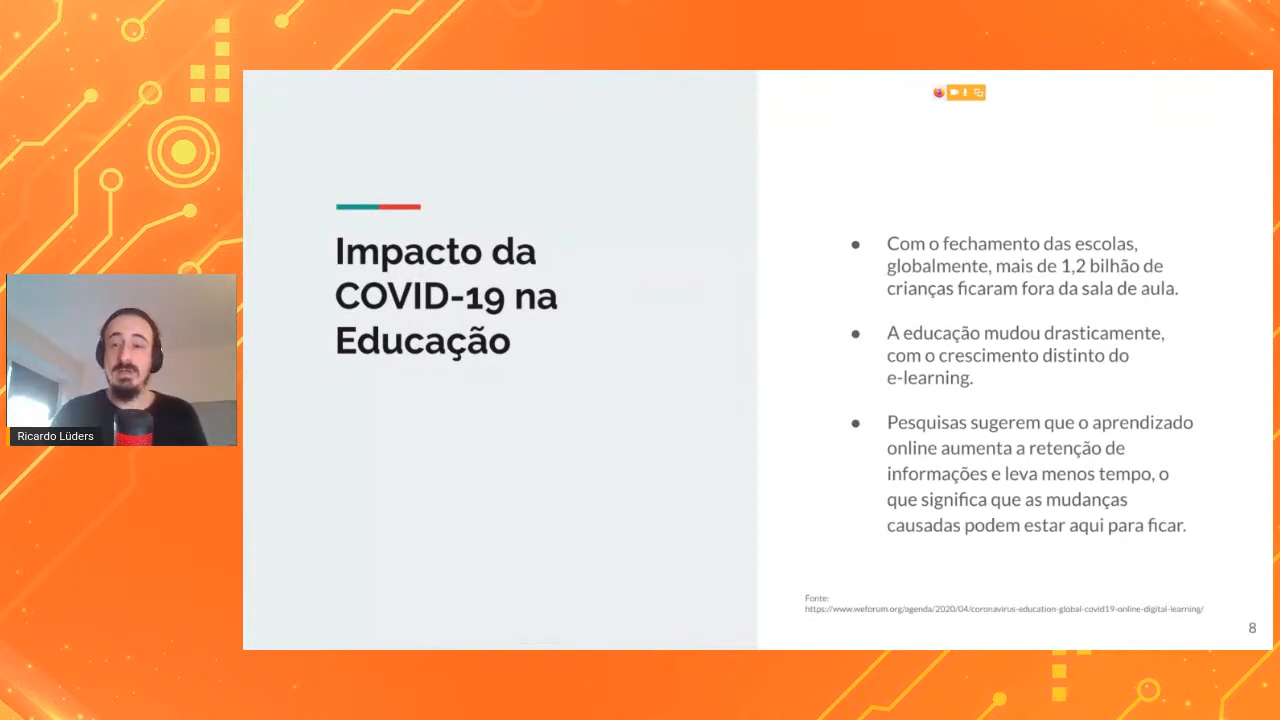 Impacto da
COVID-19 na
Educação
● Com o fechamento das escolas,
globalmente, mais de 1,2 bilhão de
crianças ficaram fora da sala de aula.
● A educação mudou drasticamente,
com o crescimento distinto do
e-learning.
● Pesquisas sugerem que o aprendizado
online aumenta a retenção de
informações e leva menos tempo, o
que significa que as mudanças
causadas podem estar aqui para ficar.
Fonte:
https://www.weforum.org/agenda/2020/04/coronavirus-education-global-covid19-online-digital-learning/
8
Ricardo Lüders